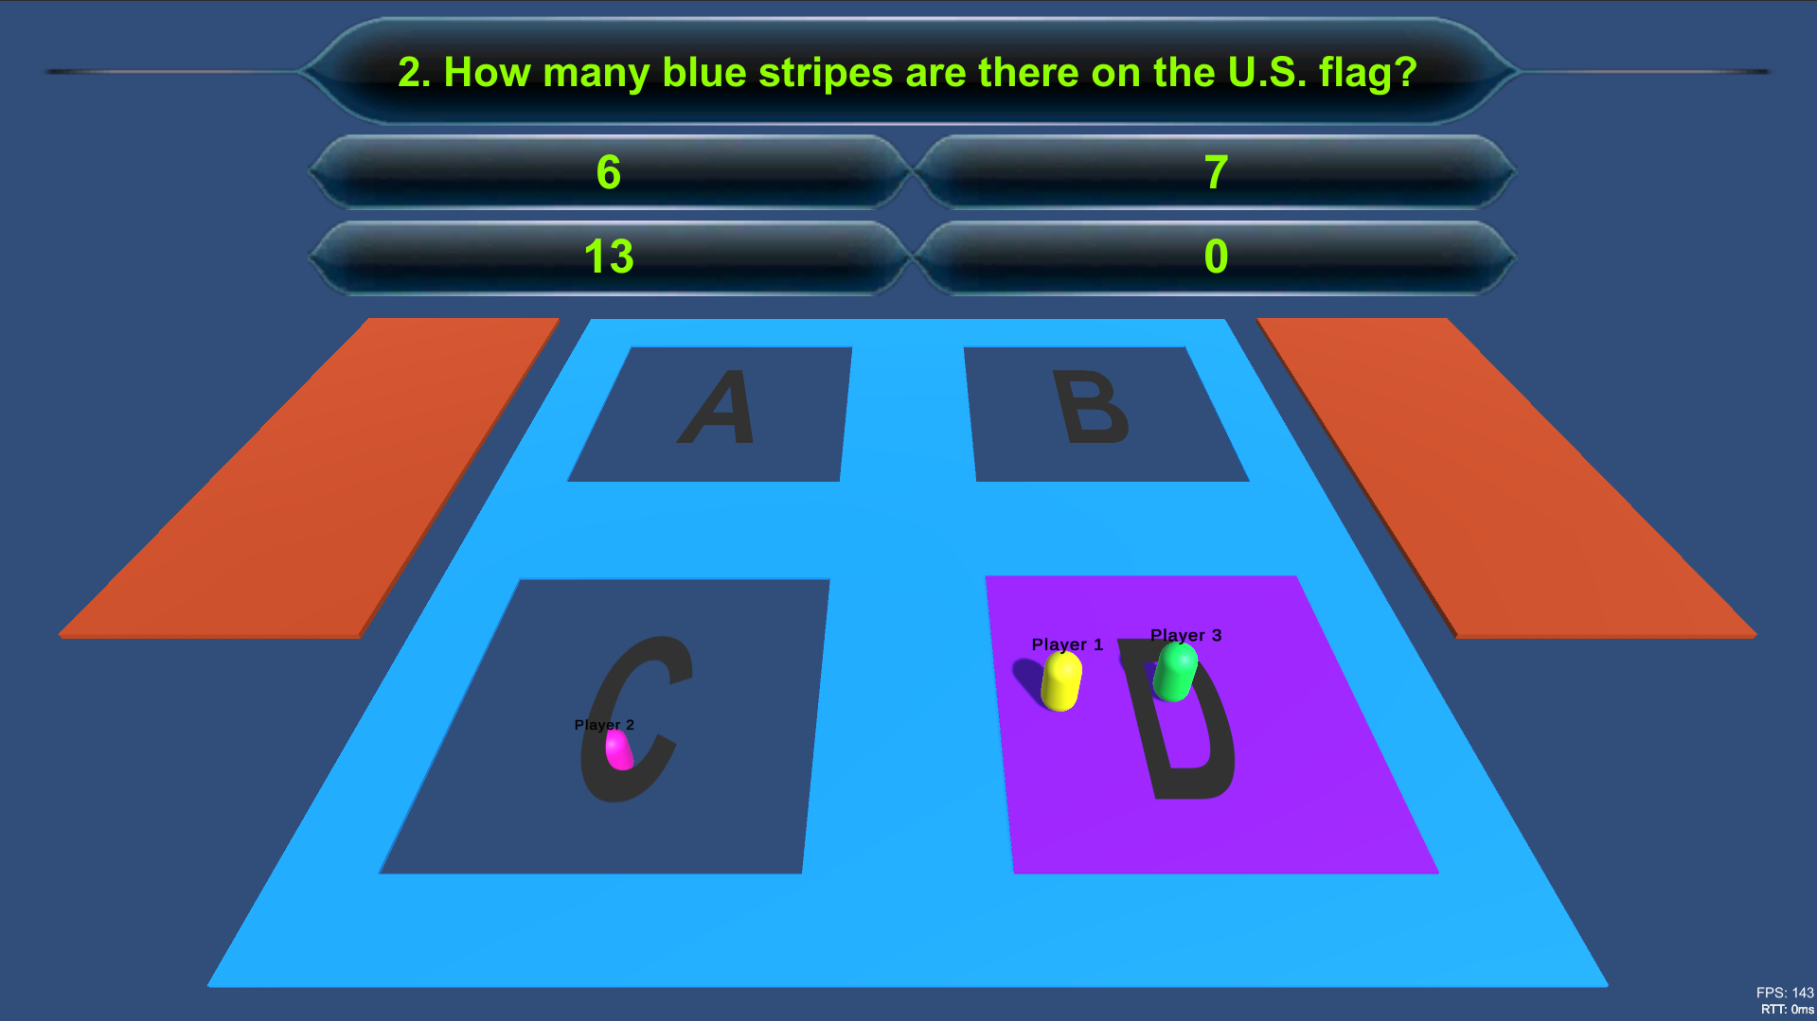 2. How many blue stripes are there on the U.S. flag?
6
7
13
0
A
B
C
D
Player 1
Player 3
Player 2
FPS: 143
RTT: 0ms